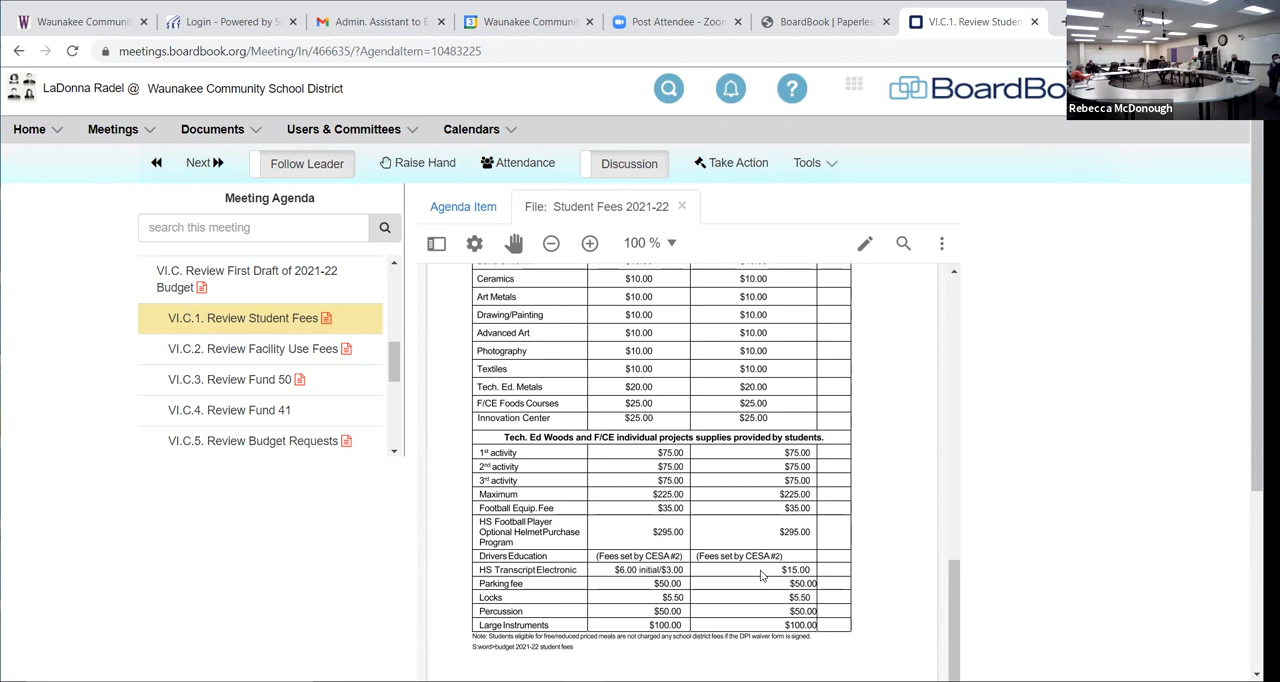 Waunakee Communi
Login - Powered by S
Admin. Assistant to E
Waunakee Communi
Post Attendee - Zoon
BoardBook | Paperles
VI.C.1. Review Studen
meetings.boardbook.org/Meeting/In/466635/?AgendaItem=10483225
Rebecca McDonough
LaDonna Radel @ Waunakee Community School District
BoardBo
Home Meetings Documents Users & Committees Calendars
Next Follow Leader Raise Hand Attendance Discussion Take Action Tools
Meeting Agenda
search this meeting
VI.C. Review First Draft of 2021-22
Budget
VI.C.1. Review Student Fees
VI.C.2. Review Facility Use Fees
VI.C.3. Review Fund 50
VI.C.4. Review Fund 41
VI.C.5. Review Budget Requests
Agenda Item File: Student Fees 2021-22
100 %
Ceramics $10.00 $10.00
Art Metals $10.00 $10.00
Drawing/Painting $10.00 $10.00
Advanced Art $10.00 $10.00
Photography $10.00 $10.00
Textiles $10.00 $10.00
Tech. Ed. Metals $20.00 $20.00
F/CE Foods Courses $25.00 $25.00
Innovation Center $25.00 $25.00
Tech. Ed Woods and F/CE individual projects supplies provided by students.
1st activity $75.00 $75.00
2nd activity $75.00 $75.00
3rd activity $75.00 $75.00
Maximum $225.00 $225.00
Football Equip. Fee $35.00 $35.00
HS Football Player
Optional Helmet Purchase $295.00 $295.00
Program
Drivers Education (Fees set by CESA #2) (Fees set by CESA #2)
HS Transcript Electronic $6.00 initial/$3.00 $15.00
Parking fee $50.00 $50.00
Locks $5.50 $5.50
Percussion $50.00 $50.00
Large Instruments $100.00 $100.00
Note: Students eligible for free/reduced priced meals are not charged any school district fees if the DPI waiver form is signed.
S:word>budget 2021-22 student fees